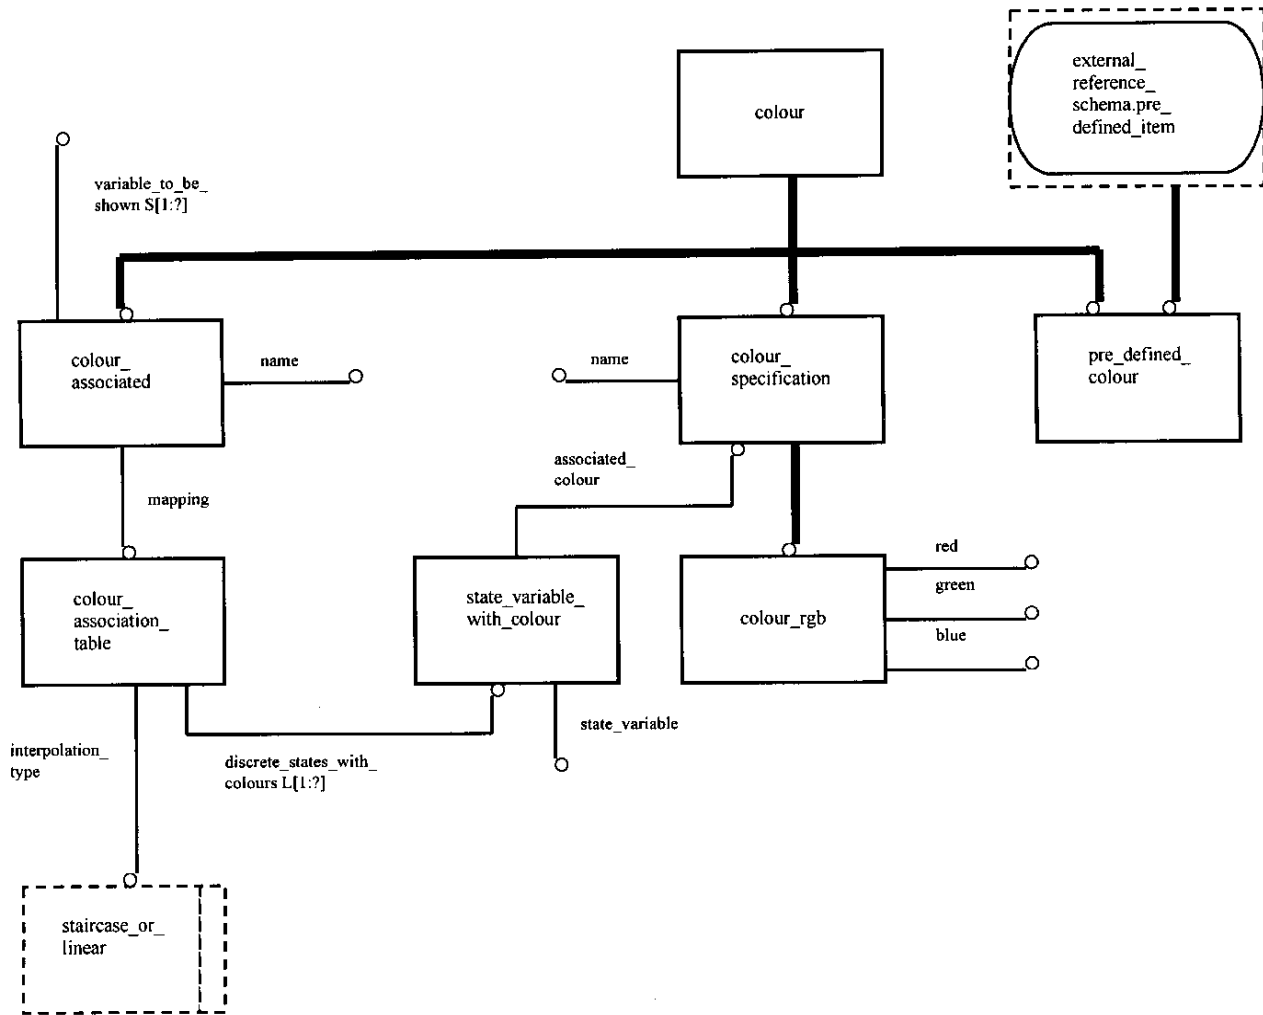 external_
reference_
schema.pre_
defined_item
colour
variable_to_be_
shown S[1:?]
colour_
associated
name
name
colour_
specification
pre_defined_
colour
associated_
colour
mapping
colour_
association_
table
state_variable_
with_colour
colour_rgb
red
green
blue
state_variable
interpolation_
type
discrete_states_with_
colours L[1:?]
staircase_or_
linear